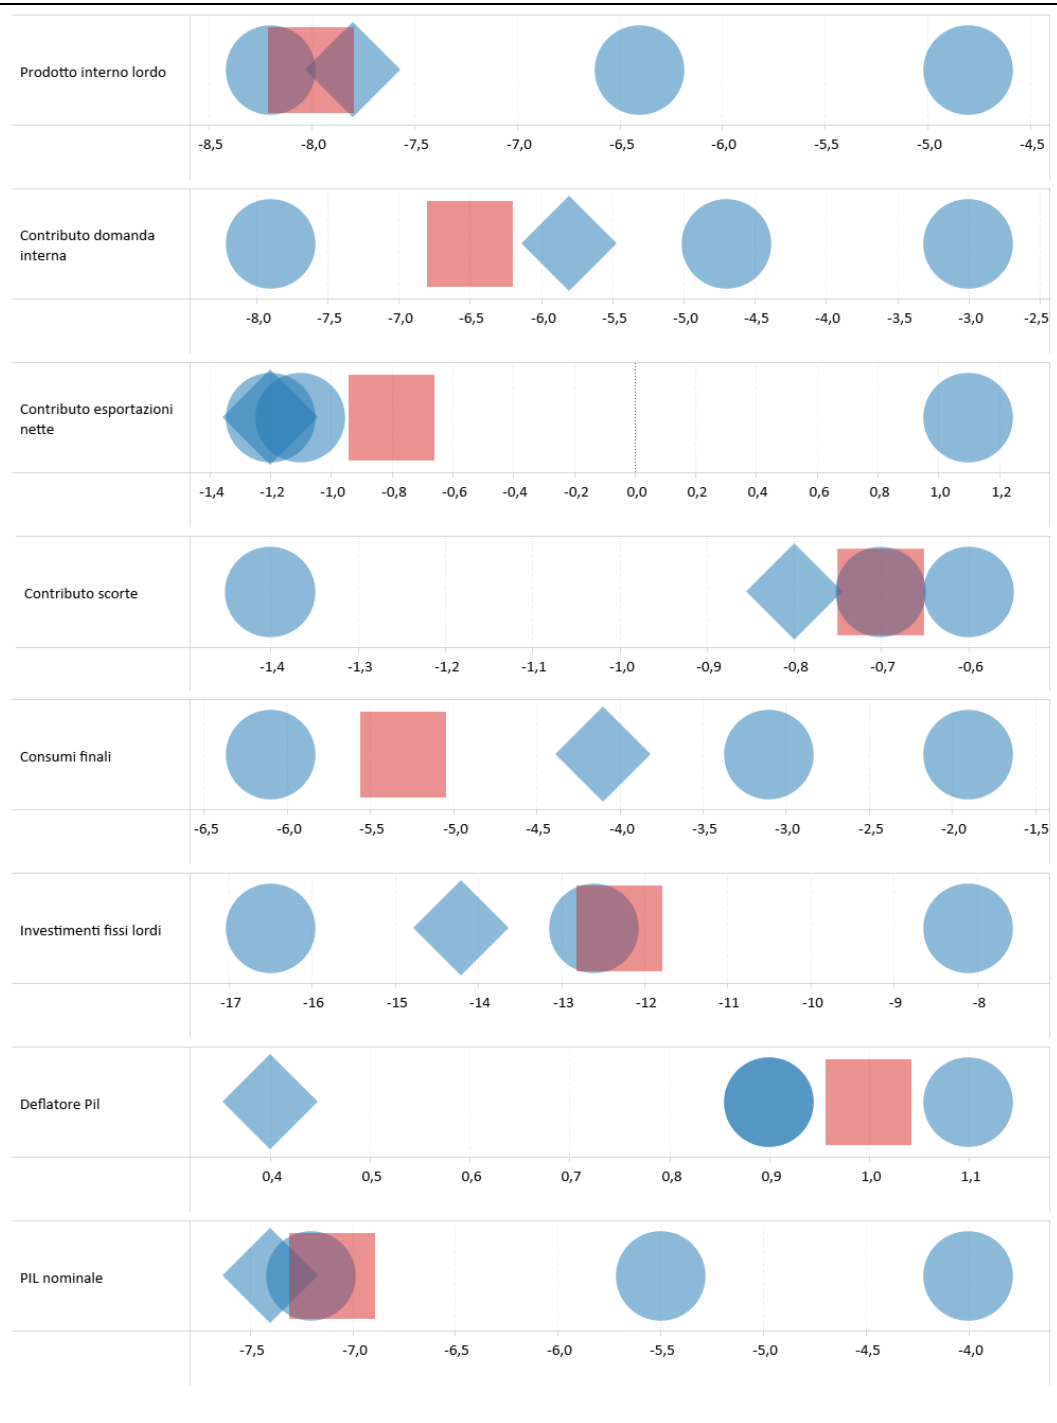 Prodotto interno lordo
-8,5 -8,0 -7,5 -7,0 -6,5 -6,0 -5,5 -5,0 -4,5
Contributo domanda
interna
-8,0 -7,5 -7,0 -6,5 -6,0 -5,5 -5,0 -4,5 -4,0 -3,5 -3,0 -2,5
Contributo esportazioni
nette
-1,4 -1,2 -1,0 -0,8 -0,6 -0,4 -0,2 0,0 0,2 0,4 0,6 0,8 1,0 1,2
Contributo scorte
-1,4 -1,3 -1,2 -1,1 -1,0 -0,9 -0,8 -0,7 -0,6
Consumi finali
-6,5 -6,0 -5,5 -5,0 -4,5 -4,0 -3,5 -3,0 -2,5 -2,0 -1,5
Investimenti fissi lordi
-17 -16 -15 -14 -13 -12 -11 -10 -9 -8
Deflatore Pil
0,4 0,5 0,6 0,7 0,8 0,9 1,0 1,1
PIL nominale
-7,5 -7,0 -6,5 -6,0 -5,5 -5,0 -4,5 -4,0